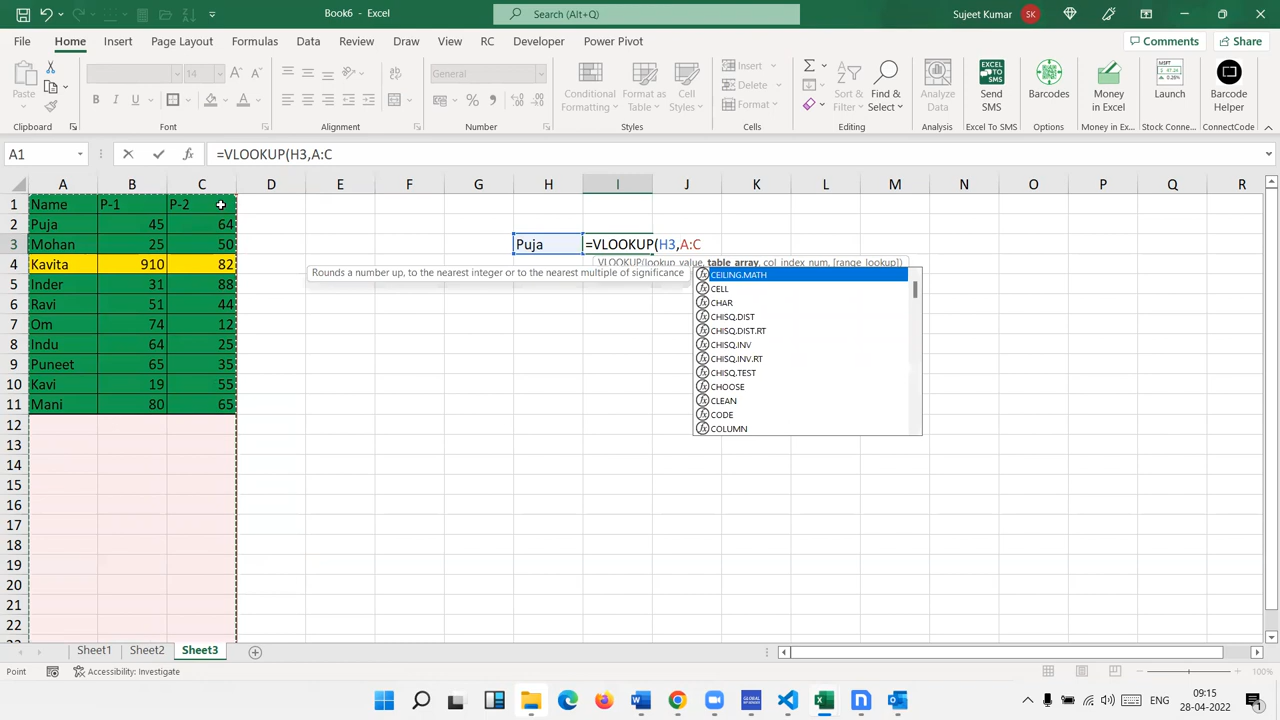 Book6 - Excel
Search (Alt+Q)
Sujeet Kumar
SK
File Home Insert Page Layout Formulas Data Review View Draw RC Developer Power Pivot
Comments
Share
Paste
14
General
B I U
Conditional Formatting
Format as Table
Cell Styles
Insert
Delete
Format
Sort & Filter
Find & Select
Analyze Data
Send SMS
EXCEL TO SMS
Barcodes
Money in Excel
Launch
Barcode Helper
Clipboard
Font
Alignment
Number
Styles
Cells
Editing
Analysis
Excel To SMS
Options
Money in Ex...
Stock Conne...
ConnectCode
A1
fx
=VLOOKUP(H3,A:C
A B C D E F G H I J K L M N O P Q R
1 Name P-1 P-2
2 Puja 45 64
3 Mohan 25 50 Puja =VLOOKUP(H3,A:C
4 Kavita 910 82 VLOOKUP(lookup_value, table_array, col_index_num, [range_lookup])
Rounds a number up, to the nearest integer or to the nearest multiple of significance
5 Inder 31 88
6 Ravi 51 44
7 Om 74 12
8 Indu 64 25
9 Puneet 65 35
10 Kavi 19 55
11 Mani 80 65
CEILING.MATH
CELL
CHAR
CHISQ.DIST
CHISQ.DIST.RT
CHISQ.INV
CHISQ.INV.RT
CHISQ.TEST
CHOOSE
CLEAN
CODE
COLUMN
12
13
14
15
16
17
18
19
20
21
22
23
Sheet1 Sheet2 Sheet3
Point
Accessibility: Investigate
100%
09:15
28-04-2022